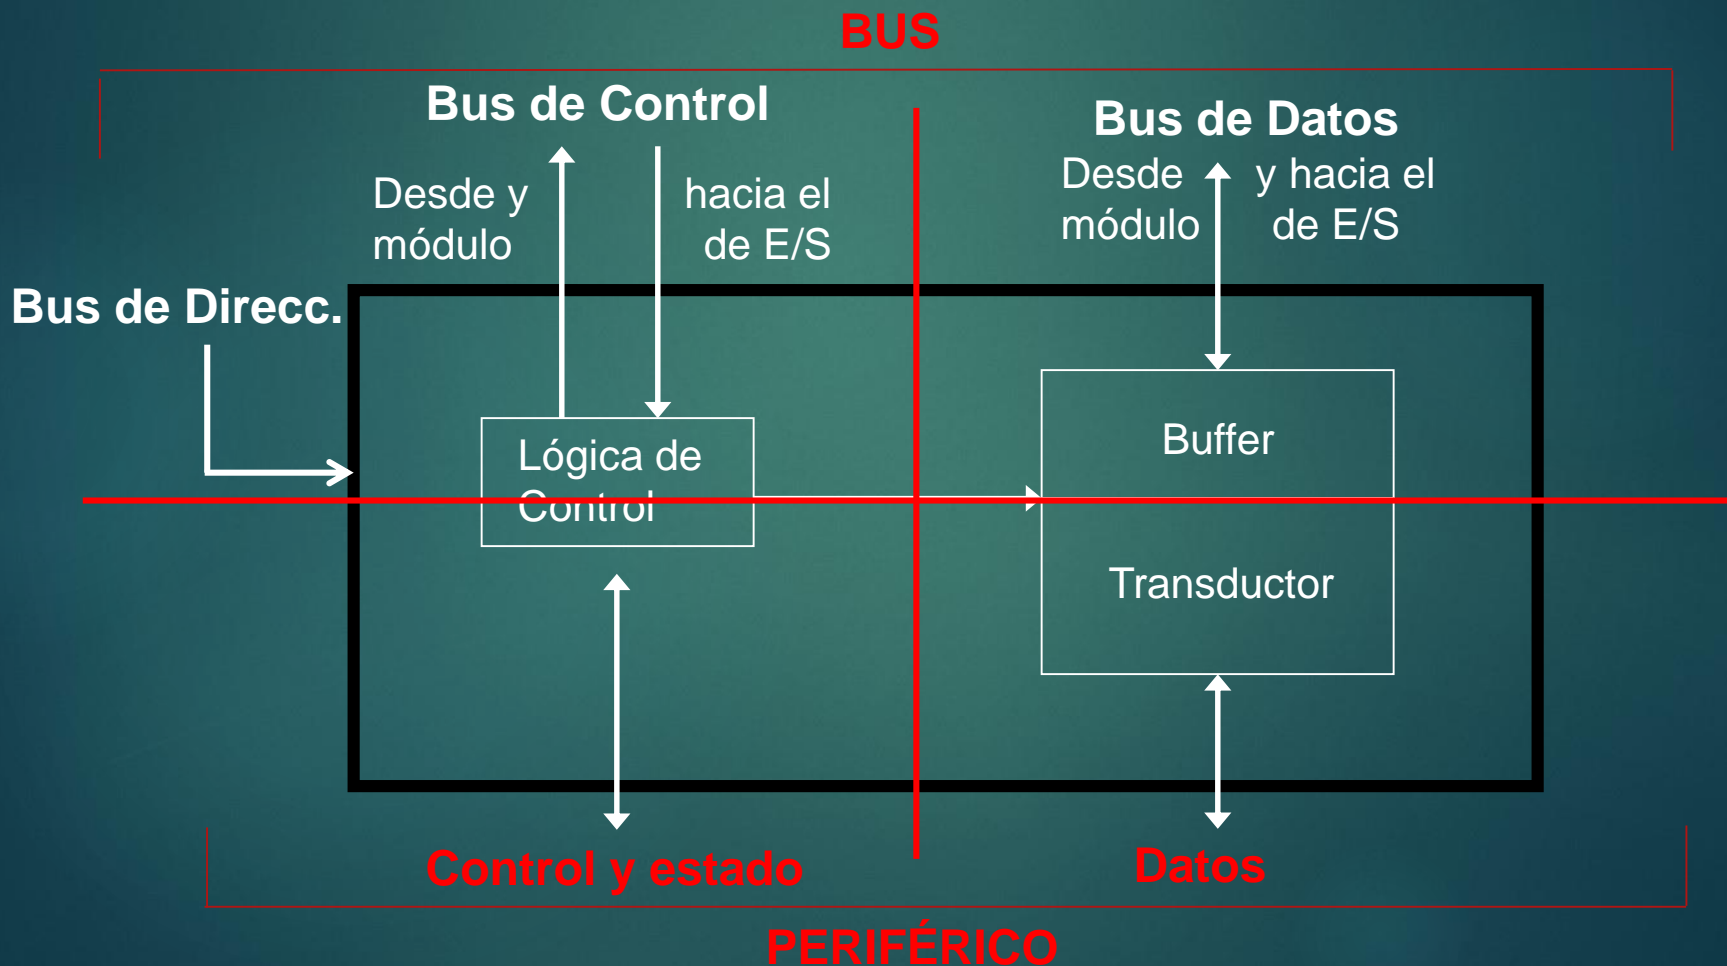 BUS
Bus de Control
Bus de Datos
Desde y hacia el
módulo de E/S
Desde y hacia el
módulo de E/S
Bus de Direcc.
Lógica de
Control
Buffer
Transductor
Control y estado
Datos
PERIFÉRICO